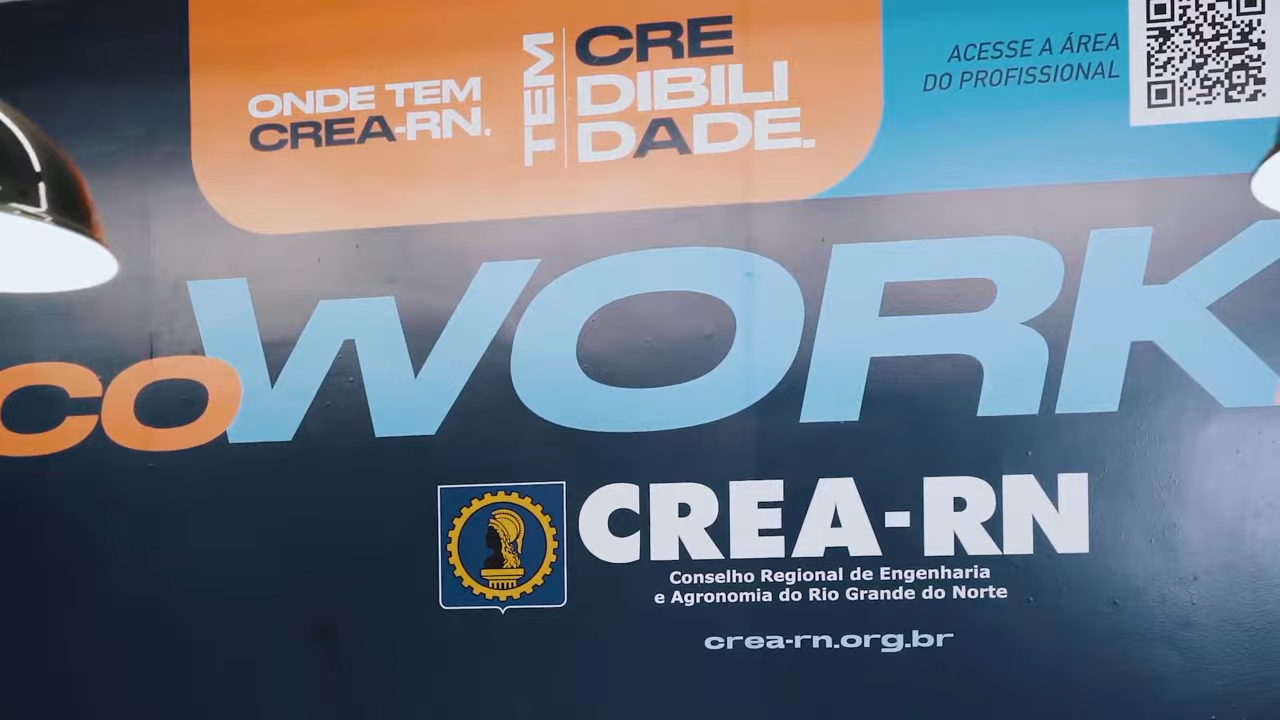 ONDE TEM
CREA-RN.
TEM
CRE
DIBILI
DADE.
ACESSE A ÁREA
DO PROFISSIONAL
COWORK
CREA-RN
Conselho Regional de Engenharia
e Agronomia do Rio Grande do Norte
crea-rn.org.br